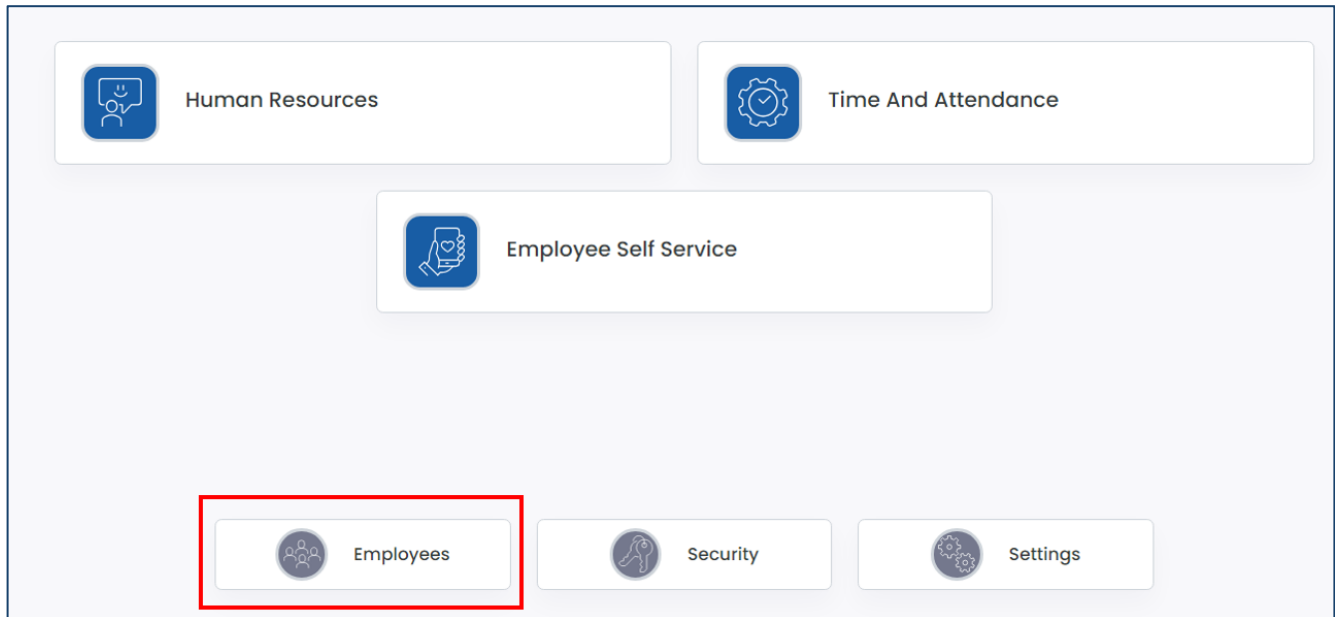 Human Resources
Time And Attendance
Employee Self Service
Employees
Security
Settings